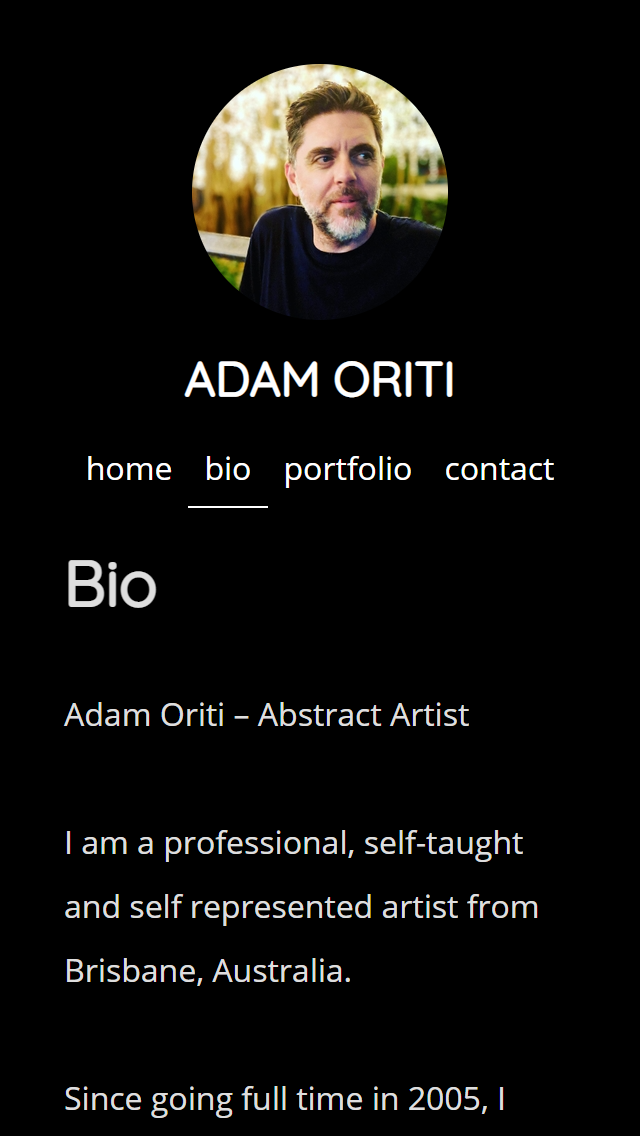 ADAM ORITI
home bio portfolio contact
Bio
Adam Oriti – Abstract Artist
I am a professional, self-taught
and self represented artist from
Brisbane, Australia.
Since going full time in 2005, I